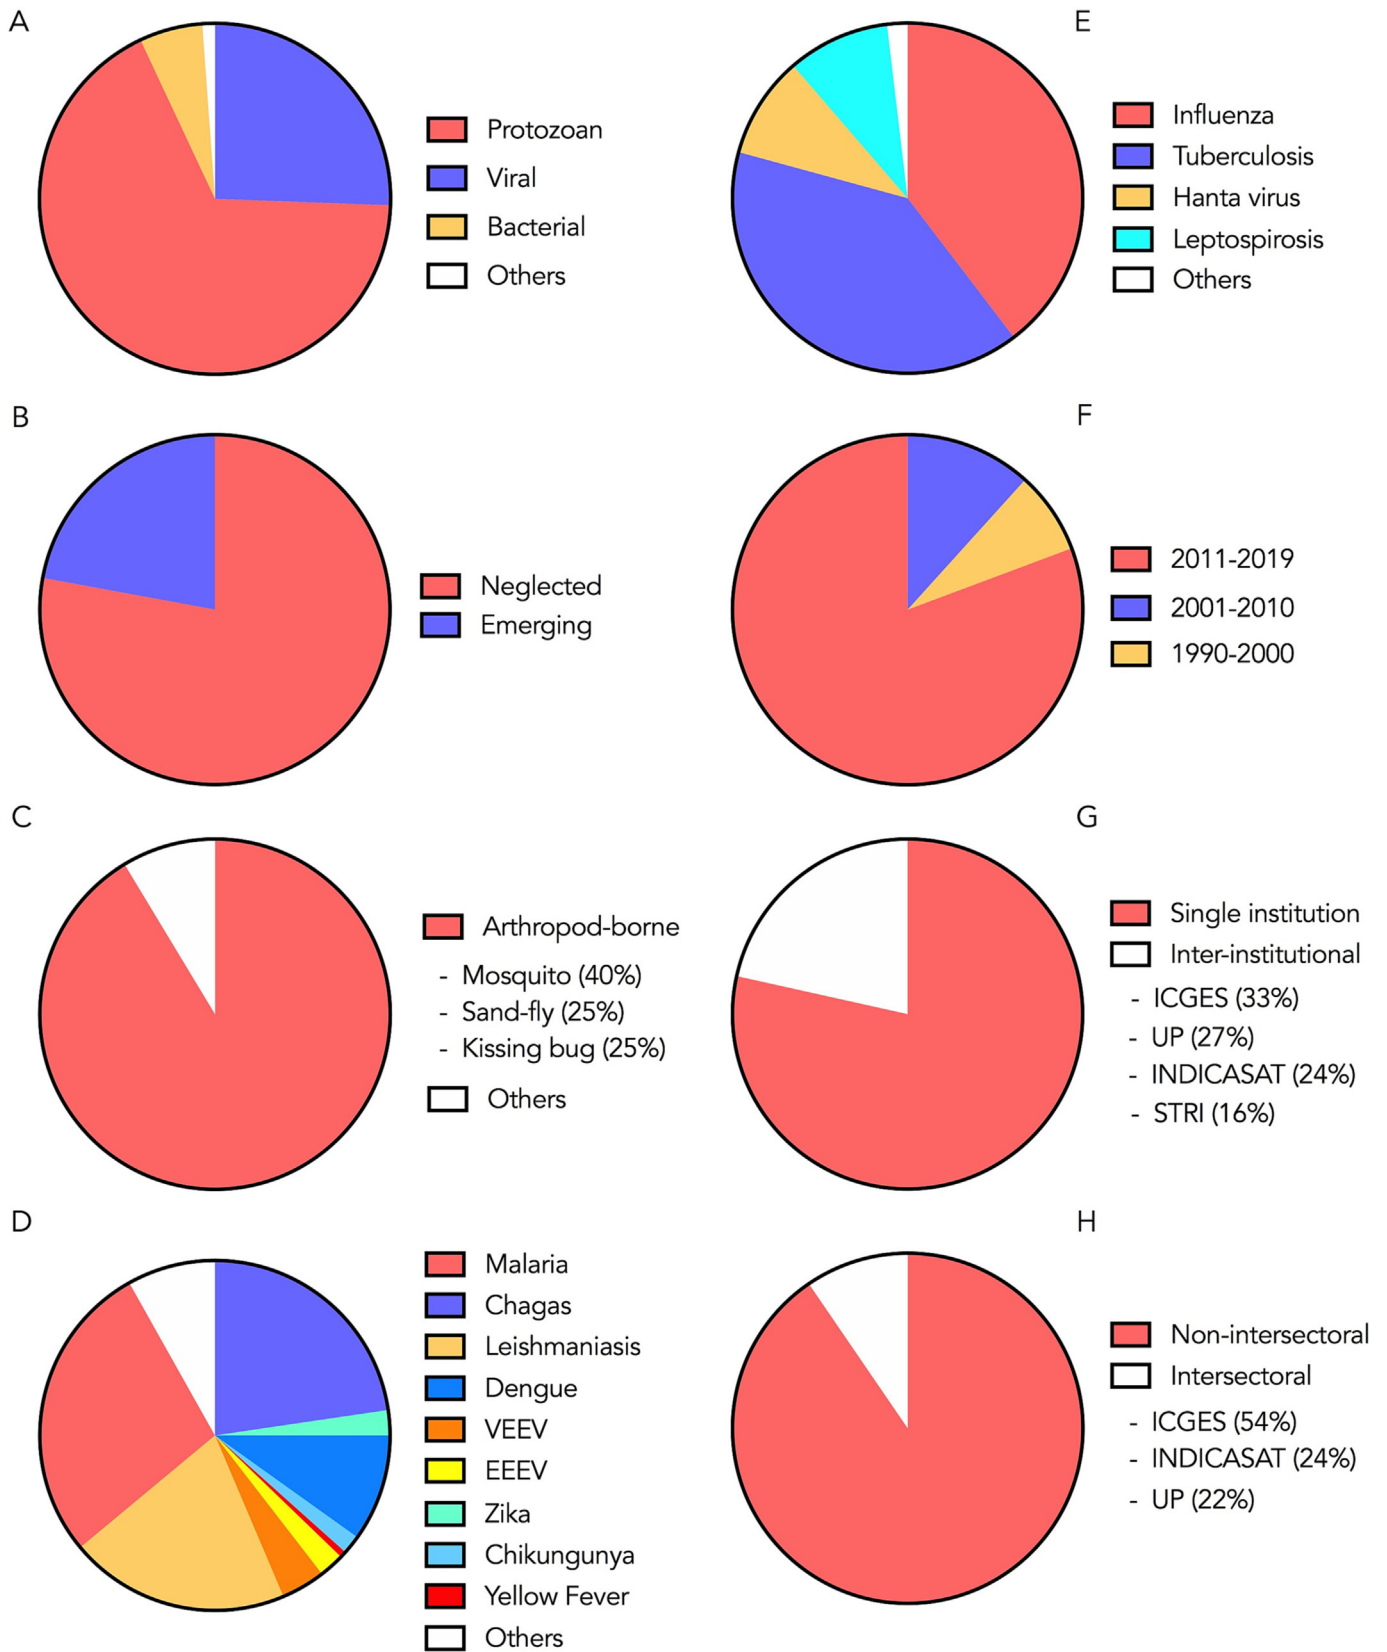 A
Protozoan
Viral
Bacterial
Others
E
Influenza
Tuberculosis
Hanta virus
Leptospirosis
Others
B
Neglected
Emerging
F
2011-2019
2001-2010
1990-2000
C
Arthropod-borne
- Mosquito (40%)
- Sand-fly (25%)
- Kissing bug (25%)
Others
G
Single institution
Inter-institutional
- ICGES (33%)
- UP (27%)
- INDICASAT (24%)
- STRI (16%)
D
Malaria
Chagas
Leishmaniasis
Dengue
VEEV
EEEV
Zika
Chikungunya
Yellow Fever
Others
H
Non-intersectoral
Intersectoral
- ICGES (54%)
- INDICASAT (24%)
- UP (22%)